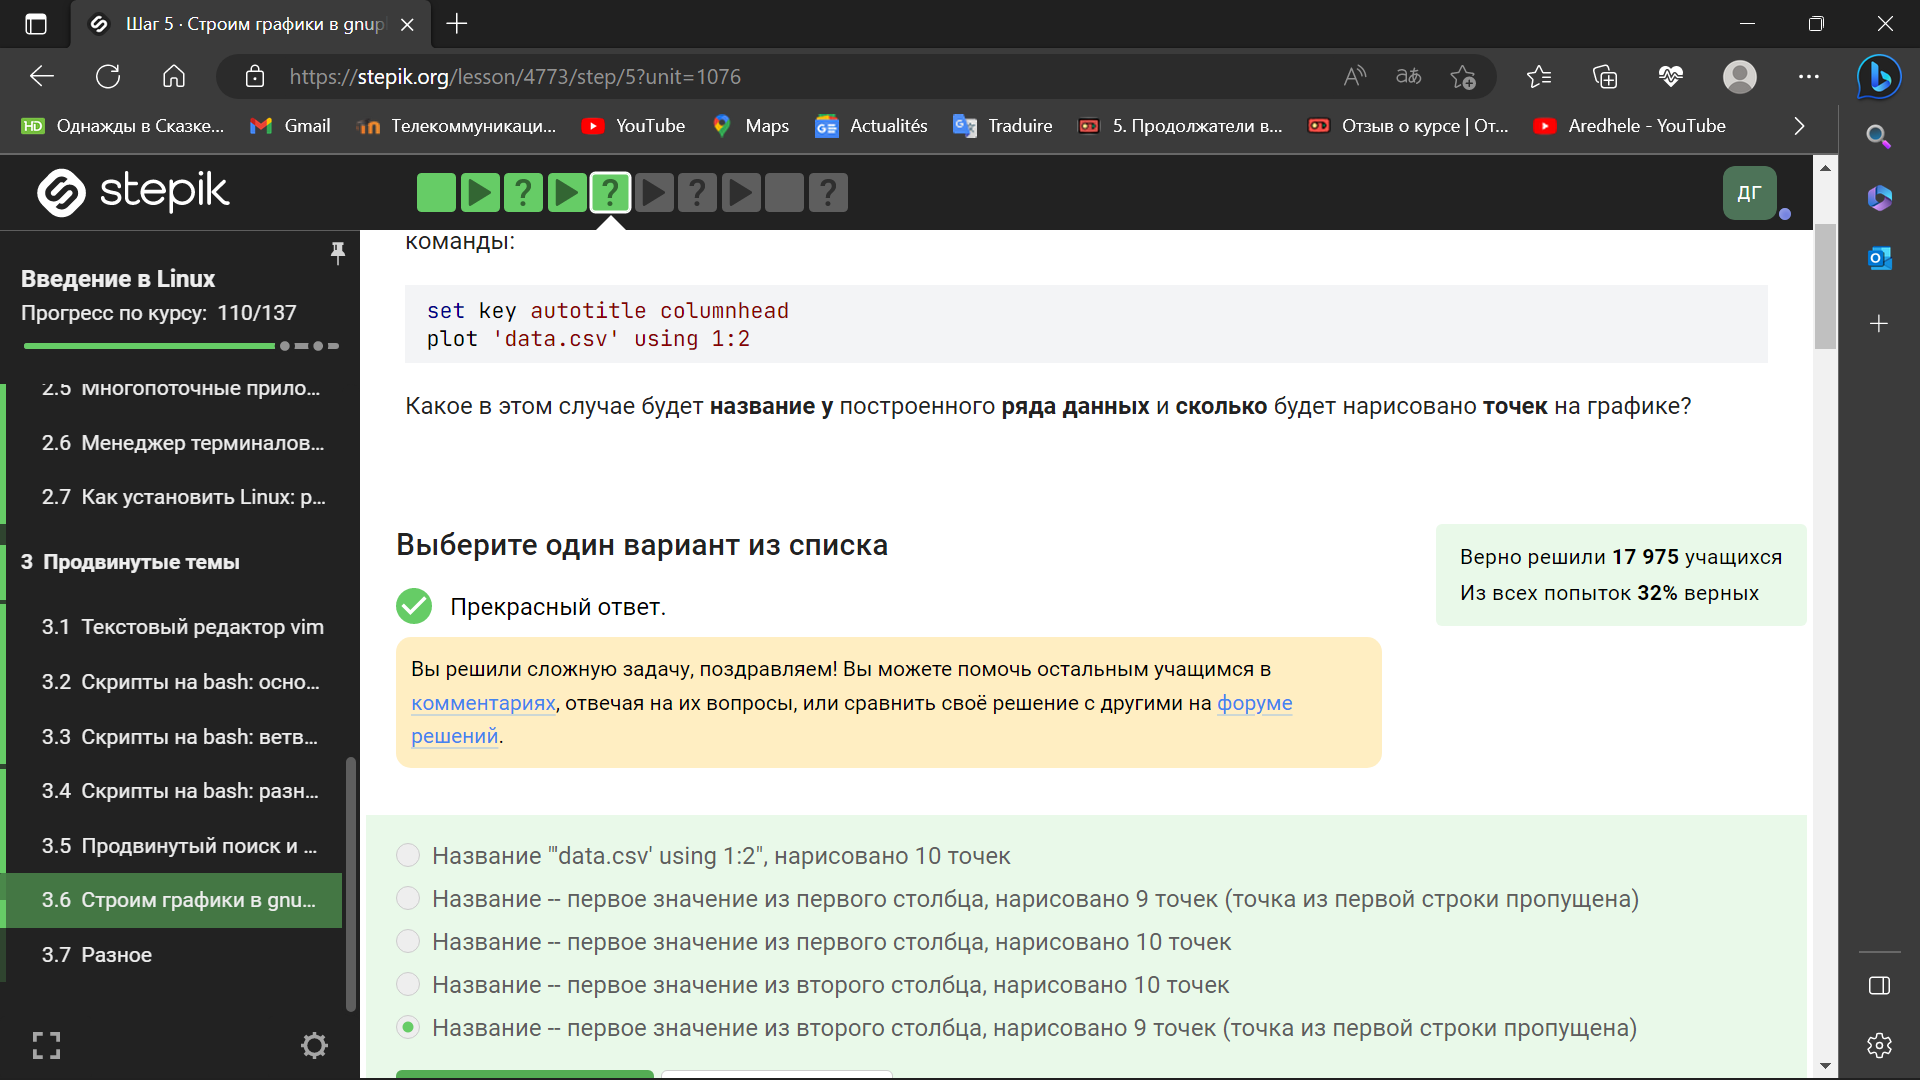 Шаг 5 · Строим графики в gnup
https://stepik.org/lesson/4773/step/5?unit=1076
Однажды в Сказке...
Gmail
Телекоммуникаци...
YouTube
Maps
Actualités
Traduire
5. Продолжатели в...
Отзыв о курсе | От...
Aredhele - YouTube
stepik
ДГ
Введение в Linux
Прогресс по курсу: 110/137
2.5 Многопоточные прило...
2.6 Менеджер терминалов...
2.7 Как установить Linux: р...
3 Продвинутые темы
3.1 Текстовый редактор vim
3.2 Скрипты на bash: осно...
3.3 Скрипты на bash: ветв...
3.4 Скрипты на bash: разн...
3.5 Продвинутый поиск и ...
3.6 Строим графики в gnu...
3.7 Разное
команды:
set key autotitle columnhead
plot 'data.csv' using 1:2
Какое в этом случае будет название у построенного ряда данных и сколько будет нарисовано точек на графике?
Выберите один вариант из списка
Прекрасный ответ.
Верно решили 17 975 учащихся
Из всех попыток 32% верных
Вы решили сложную задачу, поздравляем! Вы можете помочь остальным учащимся в
комментариях, отвечая на их вопросы, или сравнить своё решение с другими на форуме
решений.
Название "'data.csv' using 1:2", нарисовано 10 точек
Название -- первое значение из первого столбца, нарисовано 9 точек (точка из первой строки пропущена)
Название -- первое значение из первого столбца, нарисовано 10 точек
Название -- первое значение из второго столбца, нарисовано 10 точек
Название -- первое значение из второго столбца, нарисовано 9 точек (точка из первой строки пропущена)